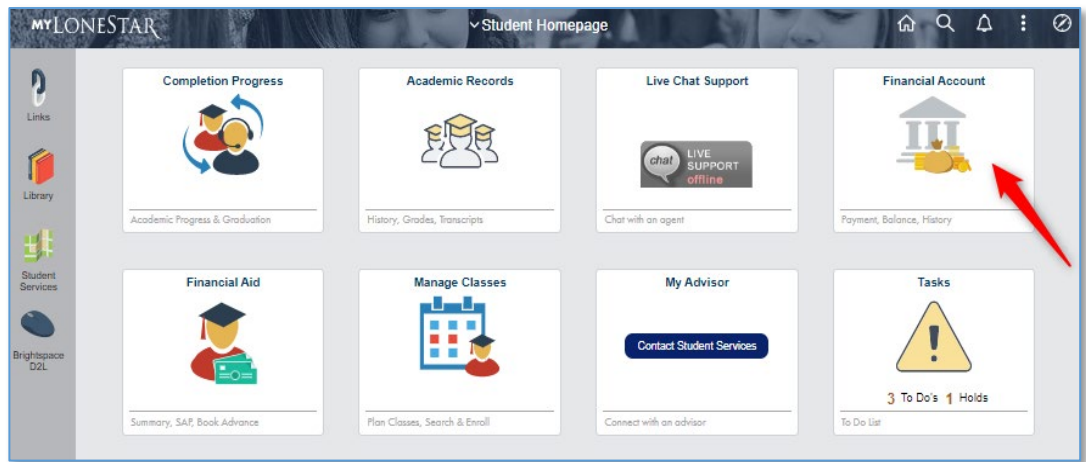 MYLONESTAR
Student Homepage
Links
Library
Student
Services
Brightspace
D2L
Completion Progress
Academic Progress & Graduation
Academic Records
History, Grades, Transcripts
Live Chat Support
chat
LIVE
SUPPORT
offline
Chat with an agent
Financial Account
Payment, Balance, History
Financial Aid
Summary, SAP, Book Advance
Manage Classes
Plan Classes, Search & Enroll
My Advisor
Contact Student Services
Connect with an advisor
Tasks
3 To Do's 1 Holds
To Do List